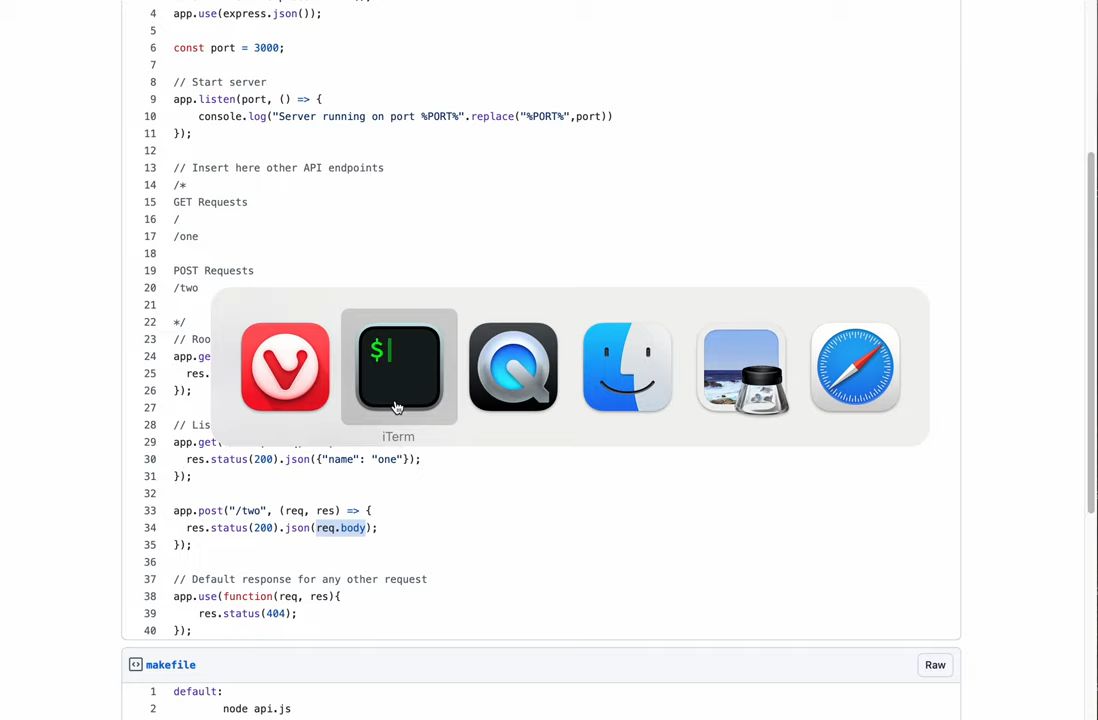 4 app.use(express.json());
5
6 const port = 3000;
7
8 // Start server
9 app.listen(port, () => {
10 console.log("Server running on port %PORT%".replace("%PORT%",port))
11 });
12
13 // Insert here other API endpoints
14 /*
15 GET Requests
16 /
17 /one
18
19 POST Requests
20 /two
21
22 */
23 // Roo
24 app.ge
25 res.
26 });
27
28 // Lis
29 app.get
30 res.status(200).json({"name": "one"});
31 });
32
33 app.post("/two", (req, res) => {
34 res.status(200).json(req.body);
35 });
36
37 // Default response for any other request
38 app.use(function(req, res){
39 res.status(404);
40 });
$
iTerm
makefile
Raw
1 default:
2 node api.js